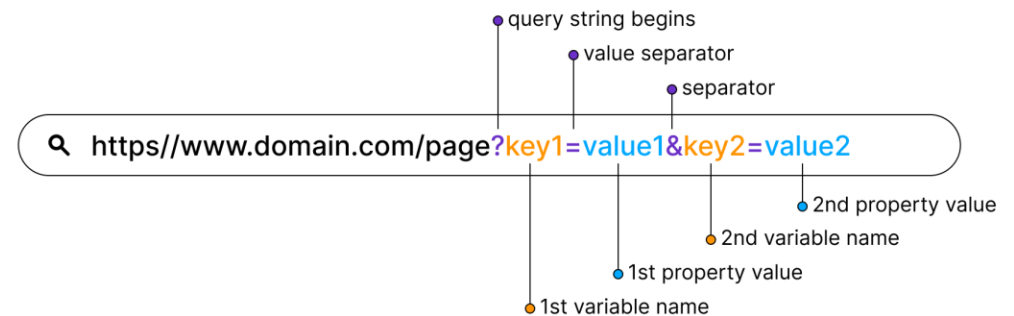 query string begins
value separator
separator
https//www.domain.com/page?key1=value1&key2=value2
2nd property value
2nd variable name
1st property value
1st variable name